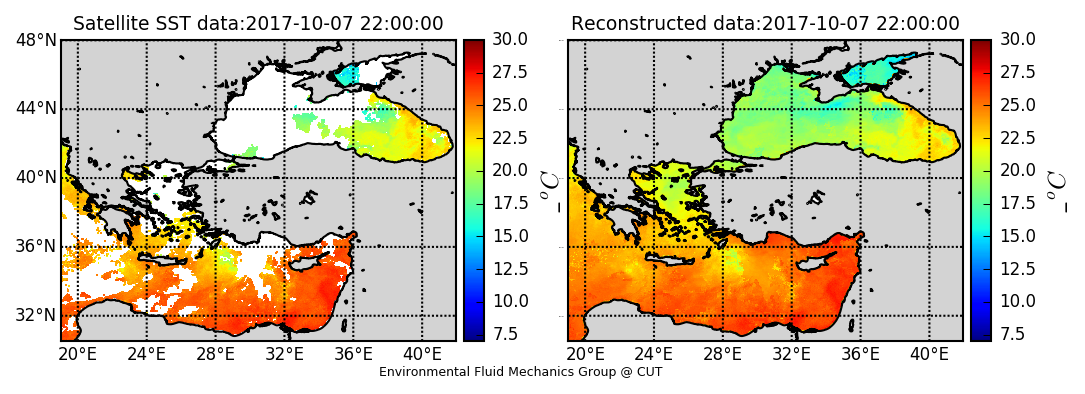 Satellite SST data:2017-10-07 22:00:00
48°N
44°N
40°N
36°N
32°N
20°E 24°E 28°E 32°E 36°E 40°E
30.0
27.5
25.0
22.5
20.0
17.5
15.0
12.5
10.0
7.5
_ °C
Reconstructed data:2017-10-07 22:00:00
20°E 24°E 28°E 32°E 36°E 40°E
30.0
27.5
25.0
22.5
20.0
17.5
15.0
12.5
10.0
7.5
_ °C
Environmental Fluid Mechanics Group @ CUT